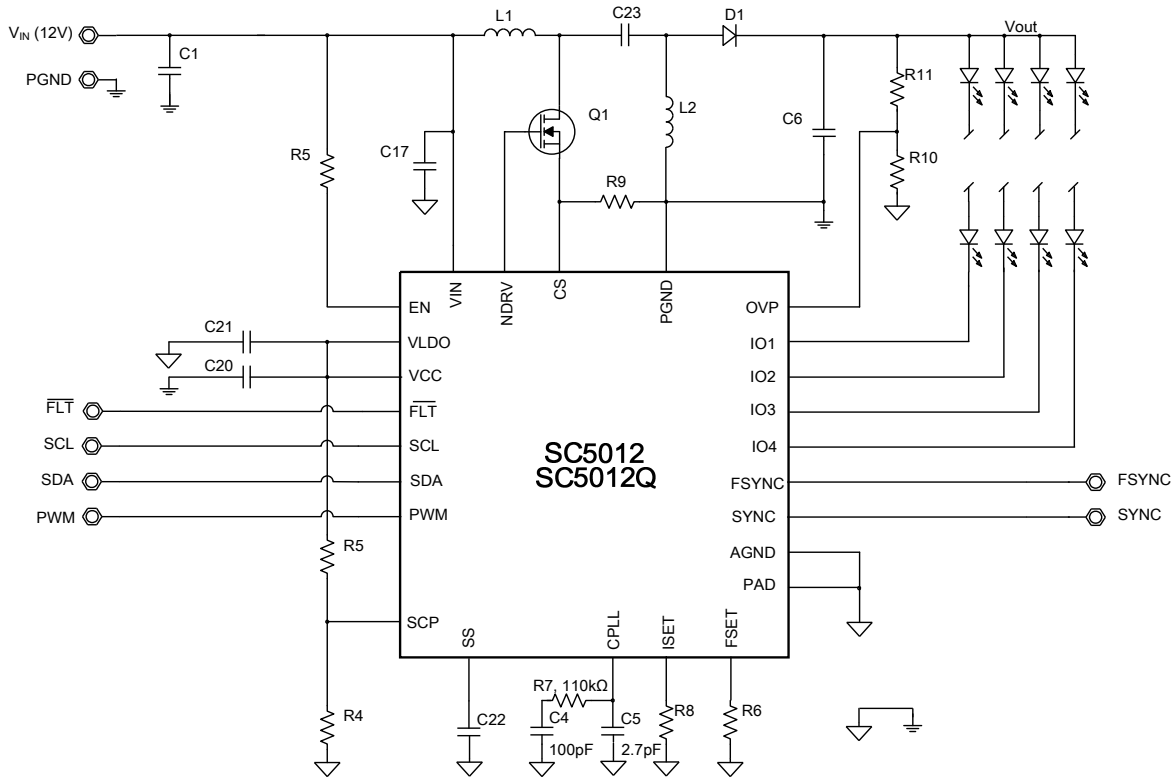 L1
C23
D1
VIN (12V)
Vout
C1
R11
PGND
L2
Q1
C6
R5
C17
R10
R9
EN
VIN
NDRV
CS
PGND
OVP
C21
VLDO
IO1
C20
VCC
IO2
FLT
FLT
IO3
SCL
SCL
IO4
SC5012
SC5012Q
SDA
SDA
FSYNC
FSYNC
PWM
PWM
SYNC
SYNC
R5
AGND
PAD
SCP
SS
CPLL
ISET
FSET
R7, 110kΩ
R4
C22
C4
C5
R8
R6
100pF
2.7pF